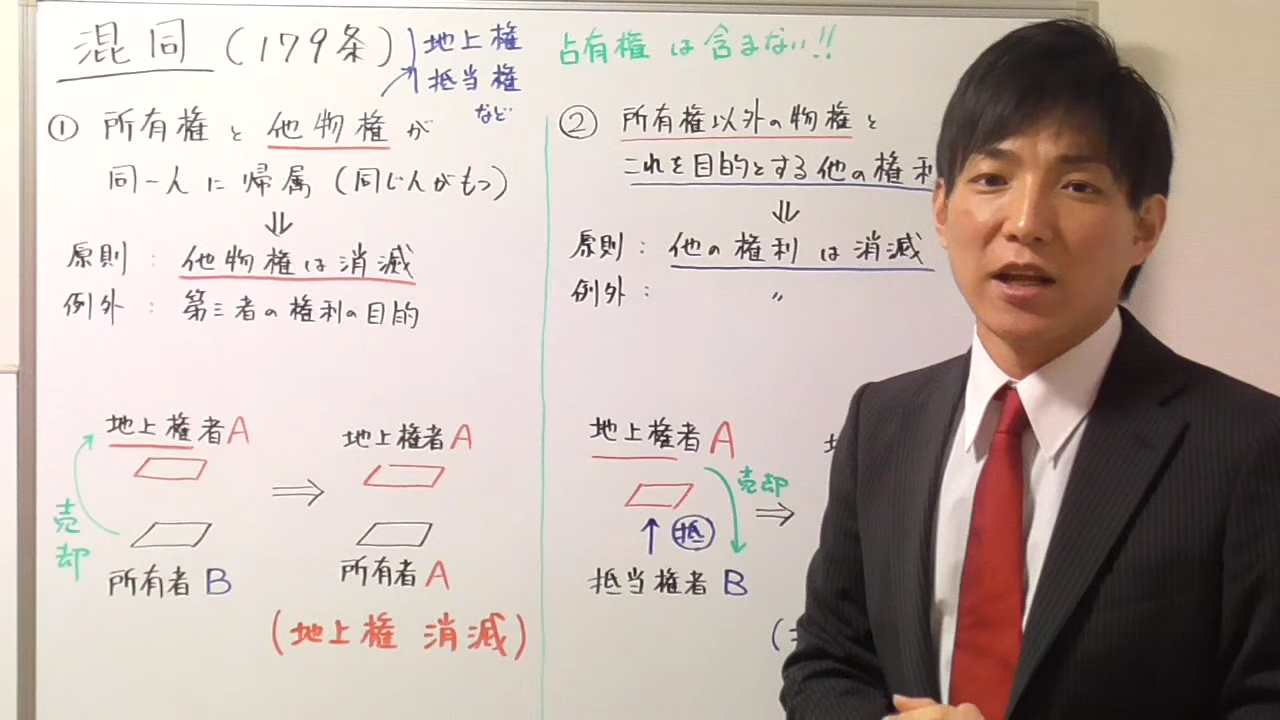 混同(179条)
地上権
抵当権
など
占有権は含まない!!
① 所有権と他物権が
同一人に帰属(同じ人がもつ)
⇓
原則：他物権は消滅
例外：第三者の権利の目的
地上権者A
売却
所有者B
⇒
地上権者A
所有者A
(地上権 消滅)
② 所有権以外の物権と
これを目的とする他の権利
⇓
原則：他の権利は消滅
例外：〃
地上権者A
売却
↑抵
⇒
抵当権者B